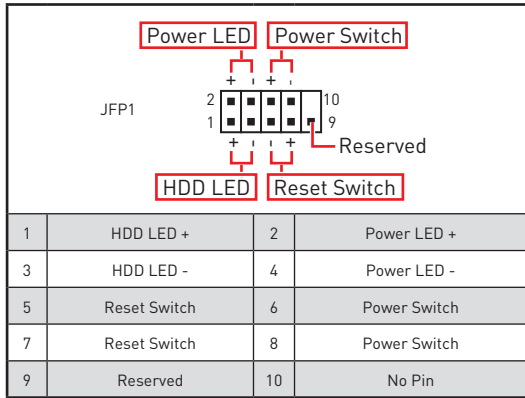 Power LED Power Switch
+ - + -
JFP1
2 10
1 9
+ - - +
Reserved
HDD LED Reset Switch
1 HDD LED + 2 Power LED +
3 HDD LED - 4 Power LED -
5 Reset Switch 6 Power Switch
7 Reset Switch 8 Power Switch
9 Reserved 10 No Pin